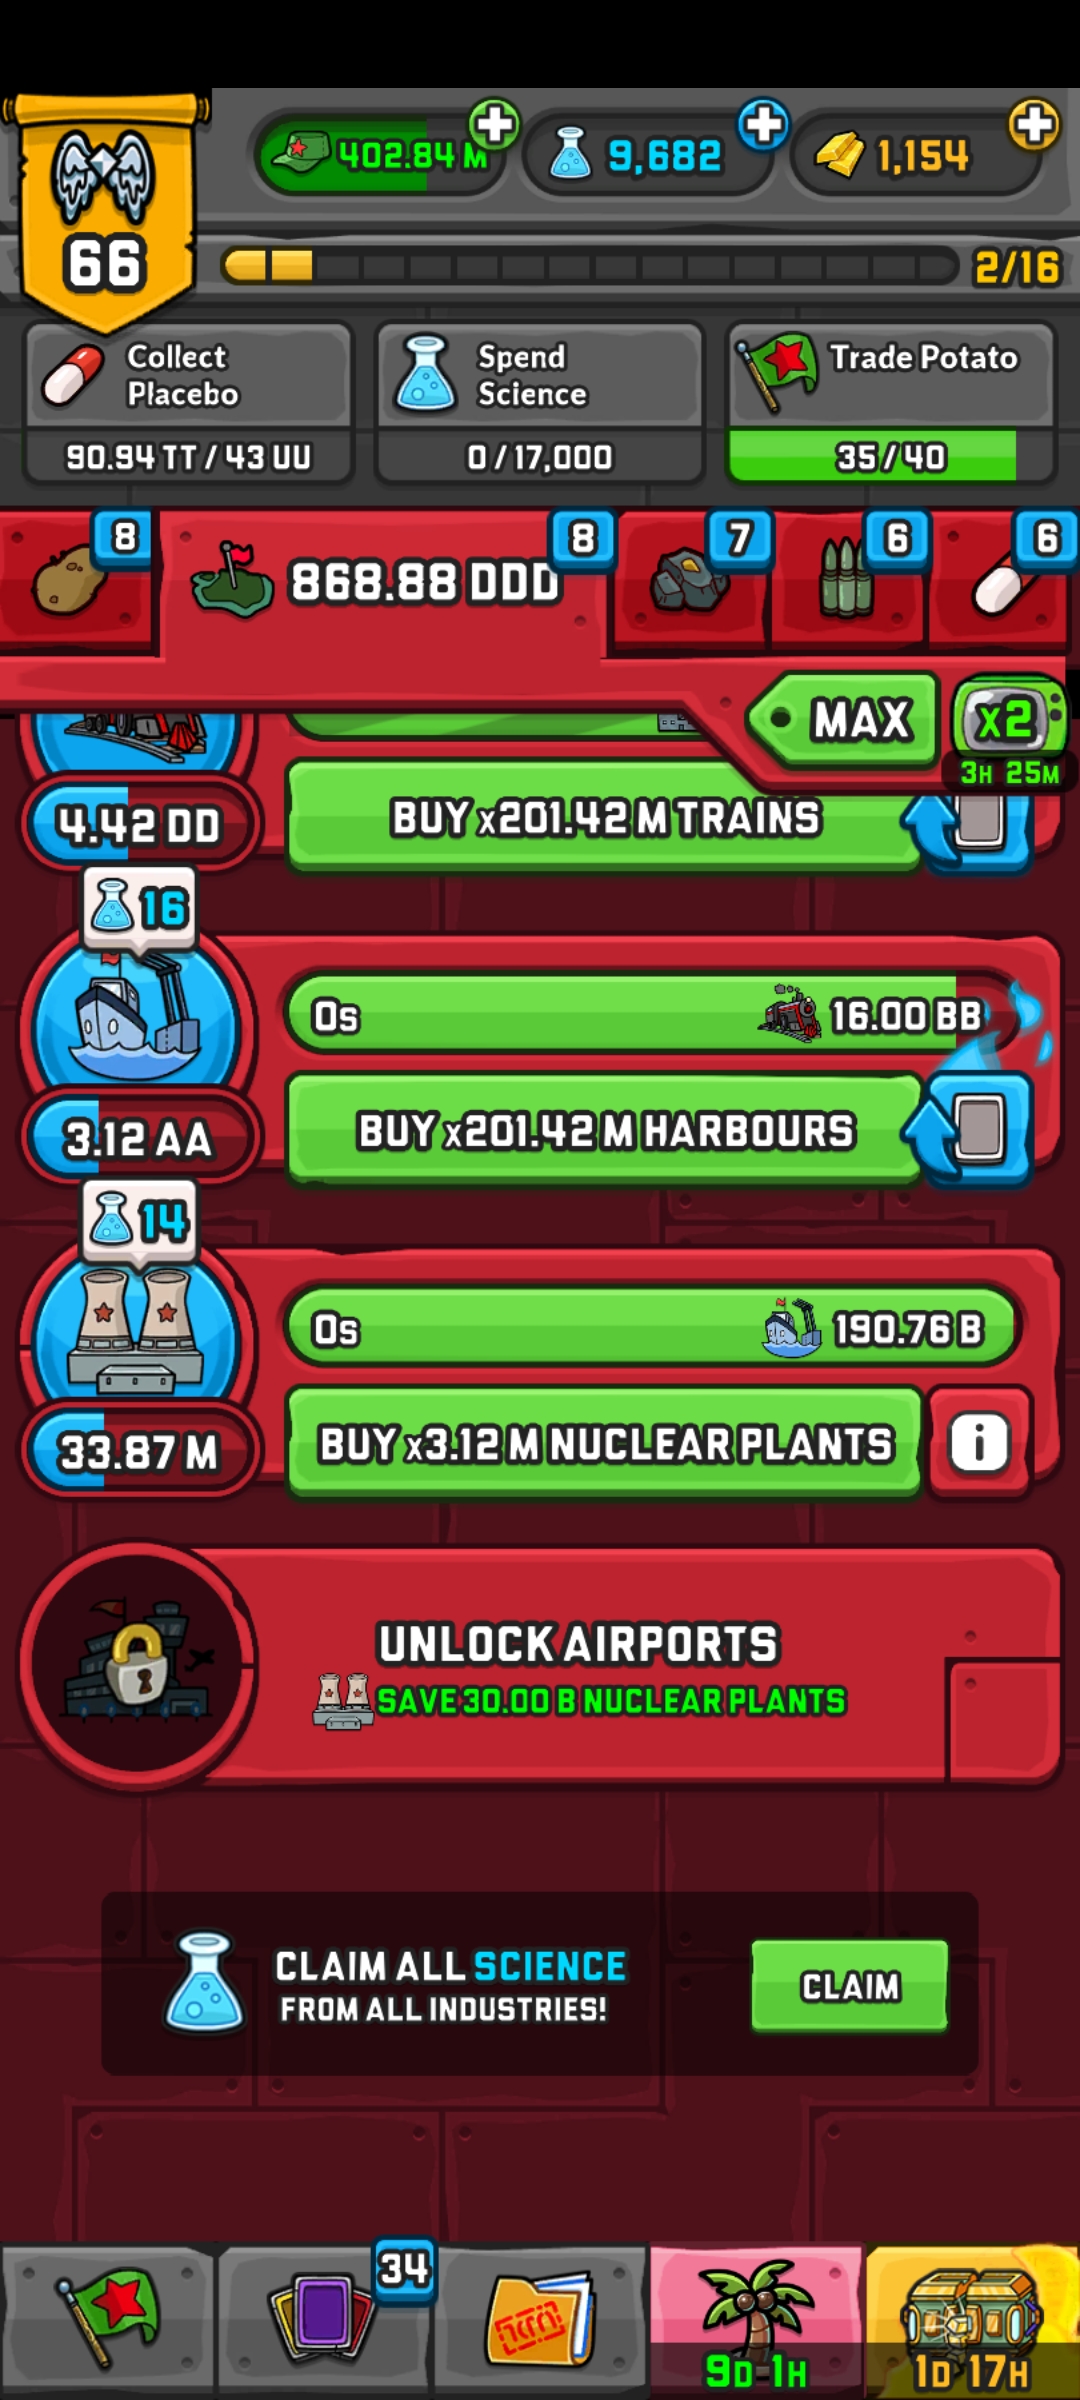 402.84 M
9,682
1,154
66
2/16
Collect
Placebo
Spend
Science
Trade Potato
90.94 TT / 43 UU
0 / 17,000
35 / 40
8
868.88 DDD
8
7
6
6
MAX
x2
3H 25M
4.42 DD
BUY x201.42 M TRAINS
16
0s
16.00 BB
3.12 AA
BUY x201.42 M HARBOURS
14
0s
190.76 B
33.87 M
BUY x3.12 M NUCLEAR PLANTS
i
UNLOCK AIRPORTS
SAVE 30.00 B NUCLEAR PLANTS
CLAIM ALL SCIENCE
FROM ALL INDUSTRIES!
CLAIM
34
9D 1H
1D 17H